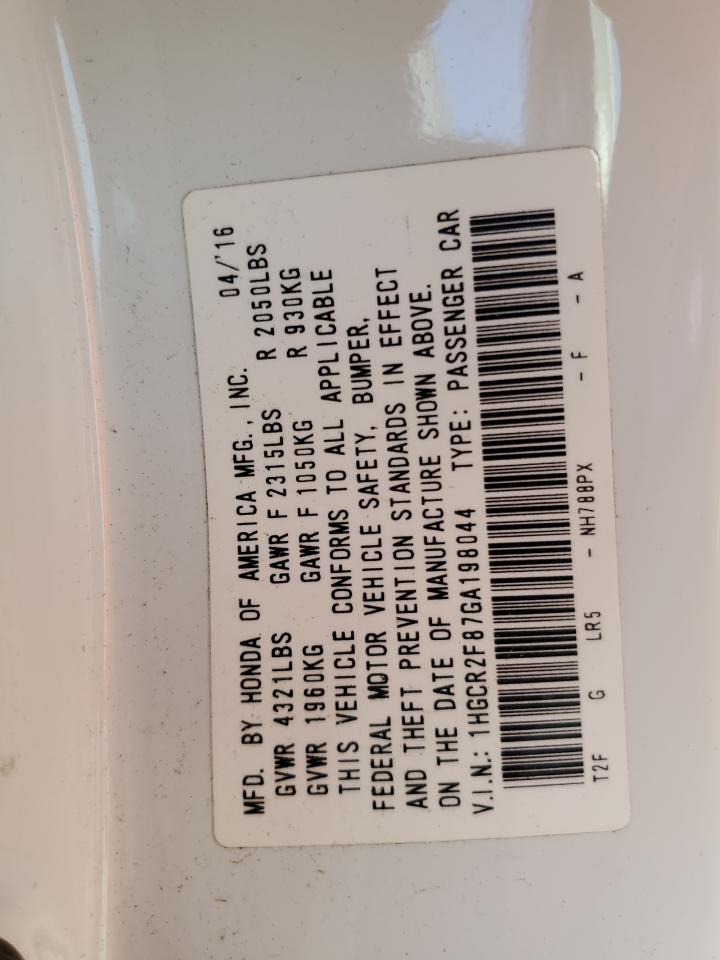 MFD. BY HONDA OF AMERICA MFG., INC. 04/'16
GVWR 4321LBS GAWR F 2315LBS R 2050LBS
GVWR 1960KG GAWR F 1050KG R 930KG
THIS VEHICLE CONFORMS TO ALL APPLICABLE
FEDERAL MOTOR VEHICLE SAFETY, BUMPER,
AND THEFT PREVENTION STANDARDS IN EFFECT
ON THE DATE OF MANUFACTURE SHOWN ABOVE.
V.I.N.: 1HGCR2F87GA198044 TYPE: PASSENGER CAR
T2F G LR5 - NH788PX - F - A